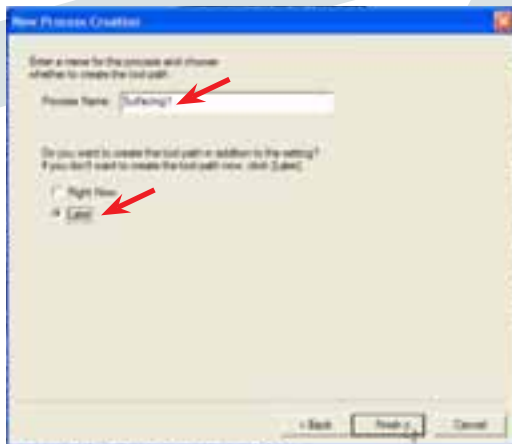 New Process Creation
Enter a name for the process and choose
whether to create the tool path.
Process Name: Surfacing1
Do you want to create the tool path in addition to the setting?
If you don't want to create the tool path now, click [Later].
Right Now
Later
< Back Finish Cancel